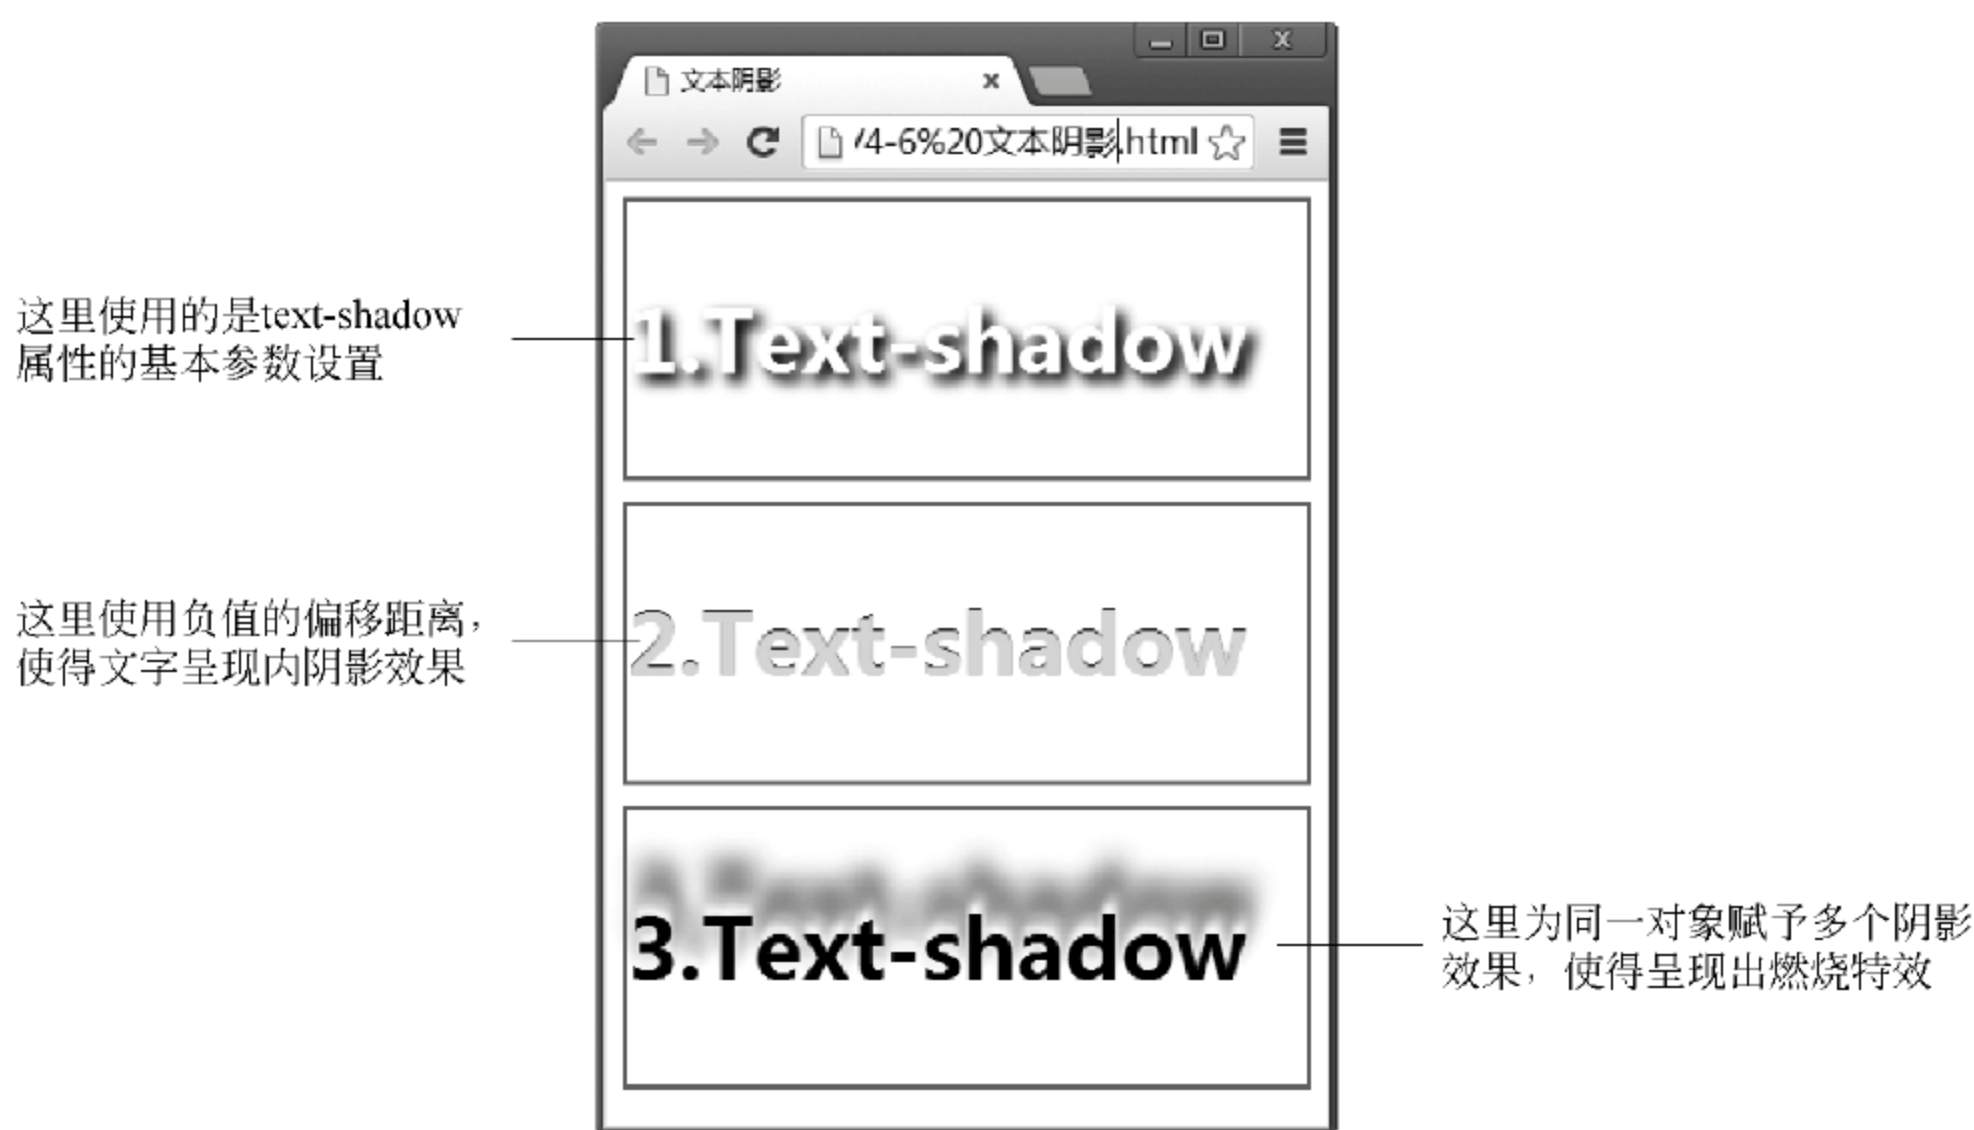 文本阴影
/4-6%20文本阴影.html
这里使用的是text-shadow
属性的基本参数设置
1.Text-shadow
这里使用负值的偏移距离，
使得文字呈现内阴影效果
2.Text-shadow
3.Text-shadow
这里为同一对象赋予多个阴影
效果，使得呈现出燃烧特效